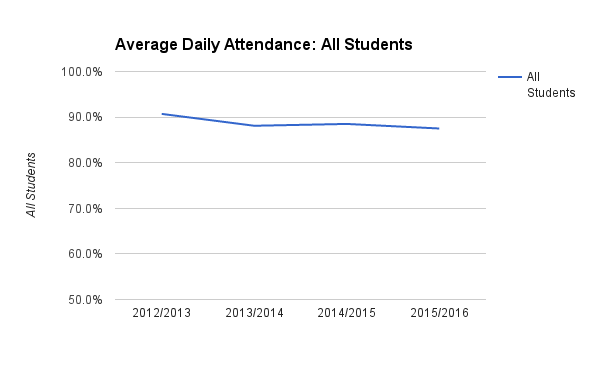 Average Daily Attendance: All Students
100.0%
90.0%
80.0%
70.0%
60.0%
50.0%
All Students
2012/2013
2013/2014
2014/2015
2015/2016
All
Students